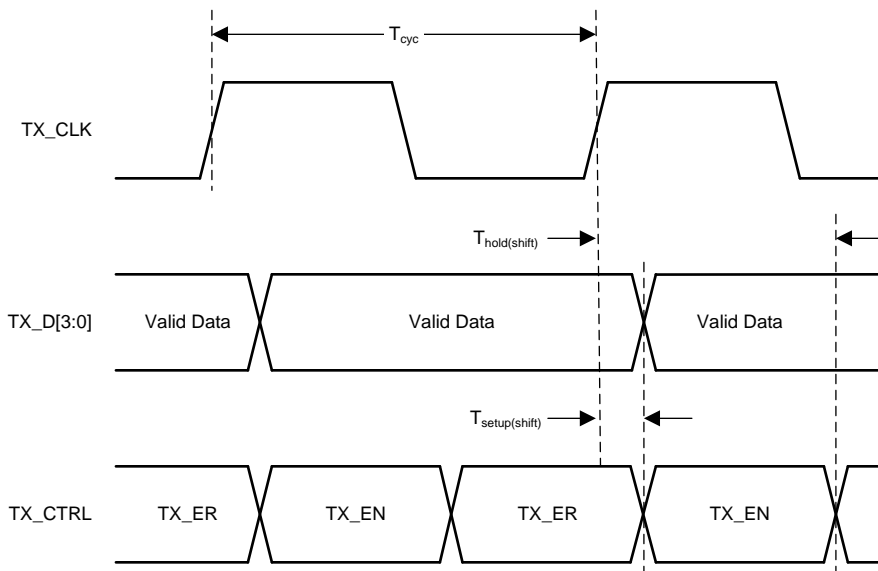 Tcyc
TX_CLK
Thold(shift)
TX_D[3:0]
Valid Data
Valid Data
Valid Data
Tsetup(shift)
TX_CTRL
TX_ER
TX_EN
TX_ER
TX_EN